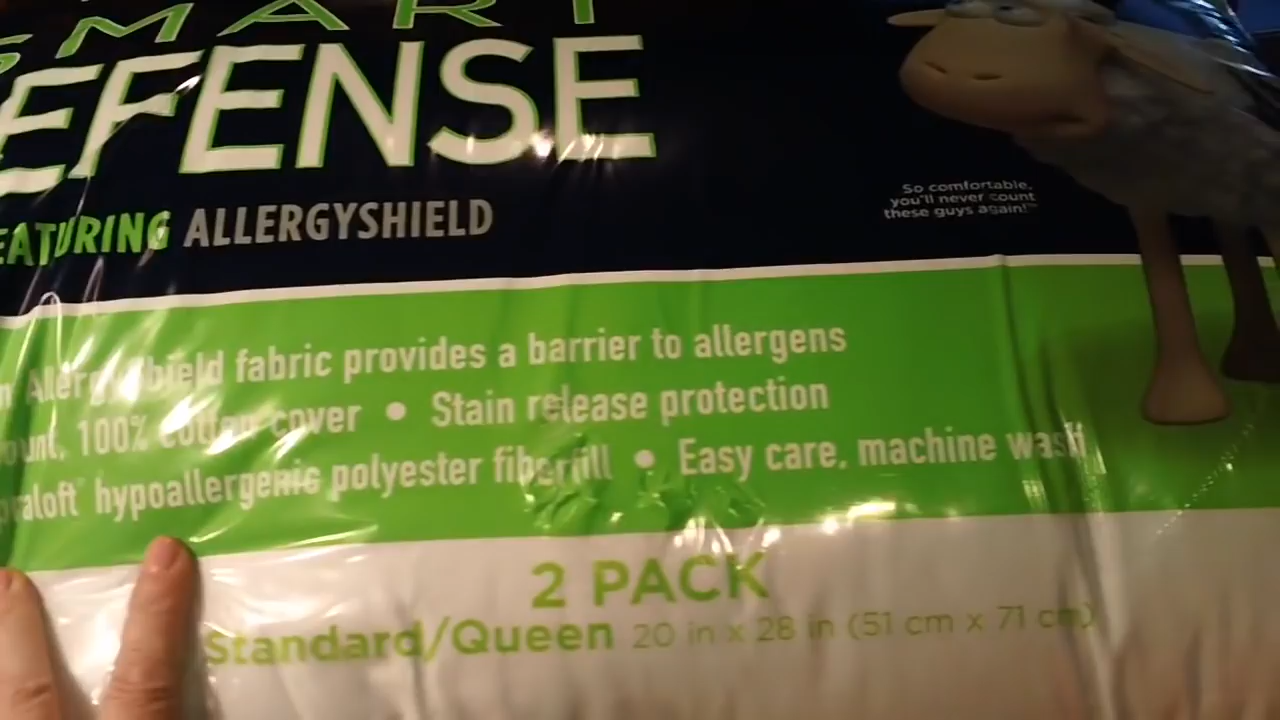 SMART
EFENSE
EATURING ALLERGYSHIELD
So comfortable,
you'll never count
these guys again!™
AllergyShield fabric provides a barrier to allergens
ount, 100% cotton cover • Stain release protection
raloft® hypoallergenic polyester fiberfill • Easy care, machine wash
2 PACK
Standard/Queen 20 in x 28 in (51 cm x 71 cm)